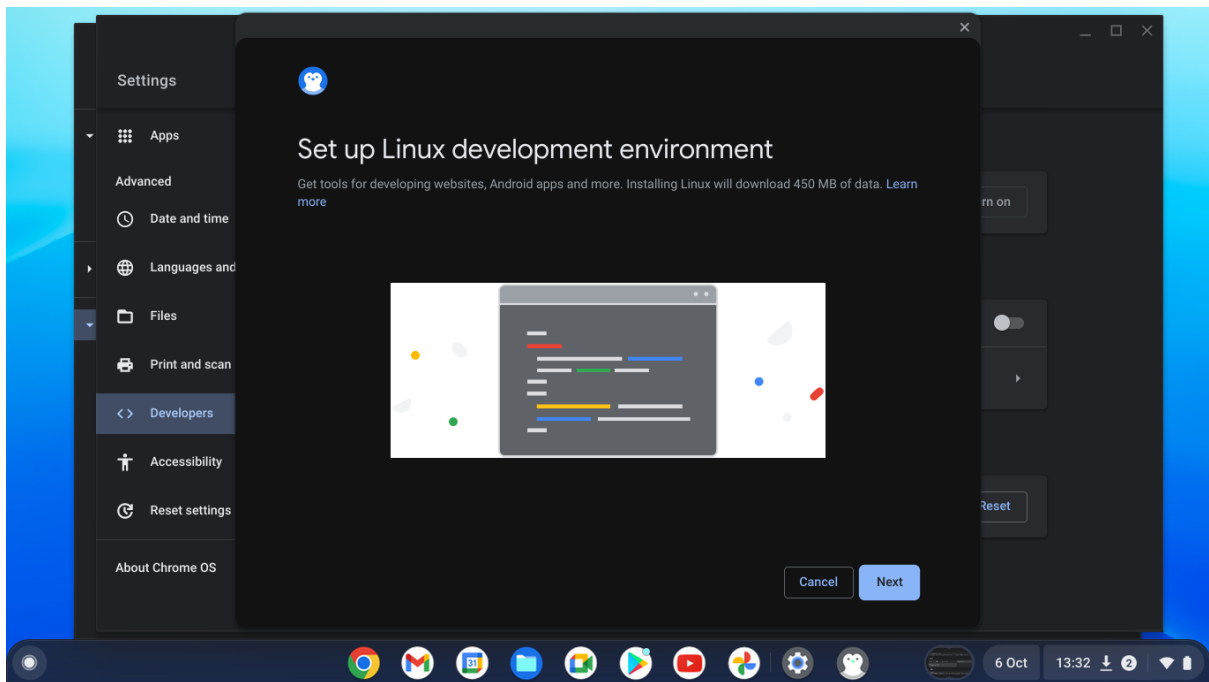 Settings
Apps
Advanced
Date and time
Languages and
Files
Print and scan
Developers
Accessibility
Reset settings
About Chrome OS
Set up Linux development environment
Get tools for developing websites, Android apps and more. Installing Linux will download 450 MB of data. Learn
more
rn on
Reset
Cancel
Next
31
6 Oct
13:32
2